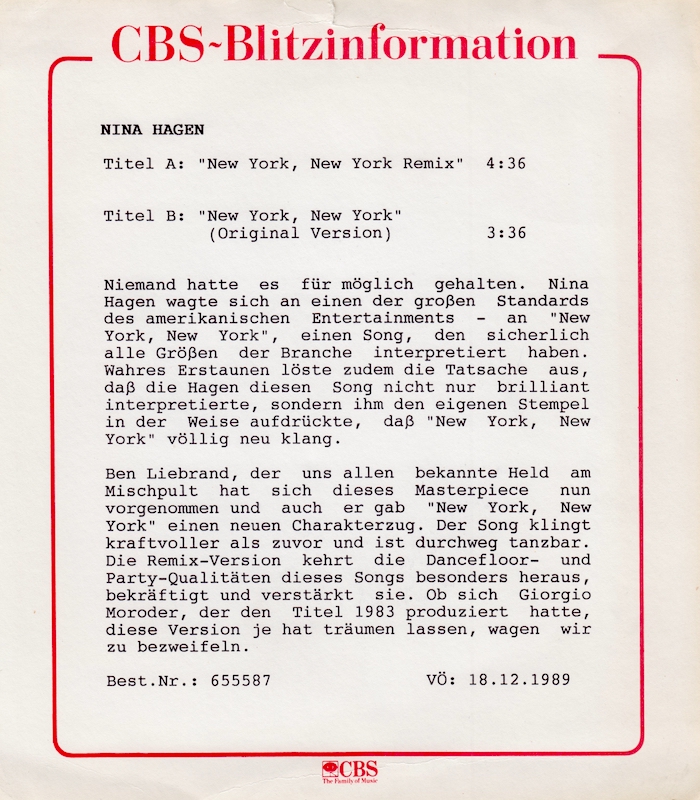 CBS~Blitzinformation
NINA HAGEN
Titel A: "New York, New York Remix" 4:36
Titel B: "New York, New York"
(Original Version) 3:36
Niemand hatte es für möglich gehalten. Nina
Hagen wagte sich an einen der großen Standards
des amerikanischen Entertainments - an "New
York, New York", einen Song, den sicherlich
alle Größen der Branche interpretiert haben.
Wahres Erstaunen löste zudem die Tatsache aus,
daß die Hagen diesen Song nicht nur brilliant
interpretierte, sondern ihm den eigenen Stempel
in der Weise aufdrückte, daß "New York, New
York" völlig neu klang.
Ben Liebrand, der uns allen bekannte Held am
Mischpult hat sich dieses Masterpiece nun
vorgenommen und auch er gab "New York, New
York" einen neuen Charakterzug. Der Song klingt
kraftvoller als zuvor und ist durchweg tanzbar.
Die Remix-Version kehrt die Dancefloor- und
Party-Qualitäten dieses Songs besonders heraus,
bekräftigt und verstärkt sie. Ob sich Giorgio
Moroder, der den Titel 1983 produziert hatte,
diese Version je hat träumen lassen, wagen wir
zu bezweifeln.
Best.Nr.: 655587 VÖ: 18.12.1989
CBS
The Family of Music